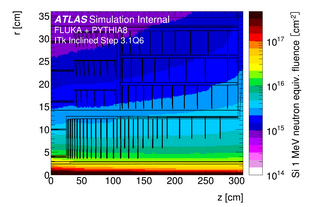 r [cm]
ATLAS Simulation Internal
FLUKA + PYTHIA8
ITk Inclined Step 3.1Q6
35
30
25
20
15
10
5
0
0 50 100 150 200 250 300
z [cm]
10^17
10^16
10^15
10^14
Si 1 MeV neutron equiv. fluence [cm^-2]